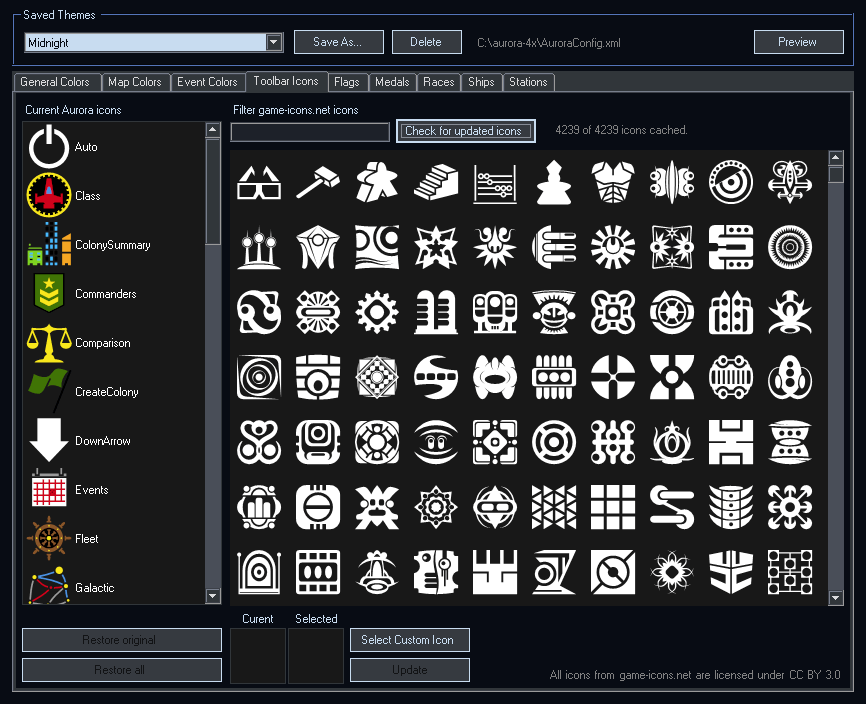 Saved Themes
Midnight
Save As...
Delete
C:\aurora-4x\AuroraConfig.xml
Preview
General Colors
Map Colors
Event Colors
Toolbar Icons
Flags
Medals
Races
Ships
Stations
Current Aurora icons
Filter game-icons.net icons
Check for updated icons
4239 of 4239 icons cached.
Auto
Class
ColonySummary
Commanders
Comparison
CreateColony
DownArrow
Events
Fleet
Galactic
Curent
Selected
Restore original
Select Custom Icon
Restore all
Update
All icons from game-icons.net are licensed under CC BY 3.0